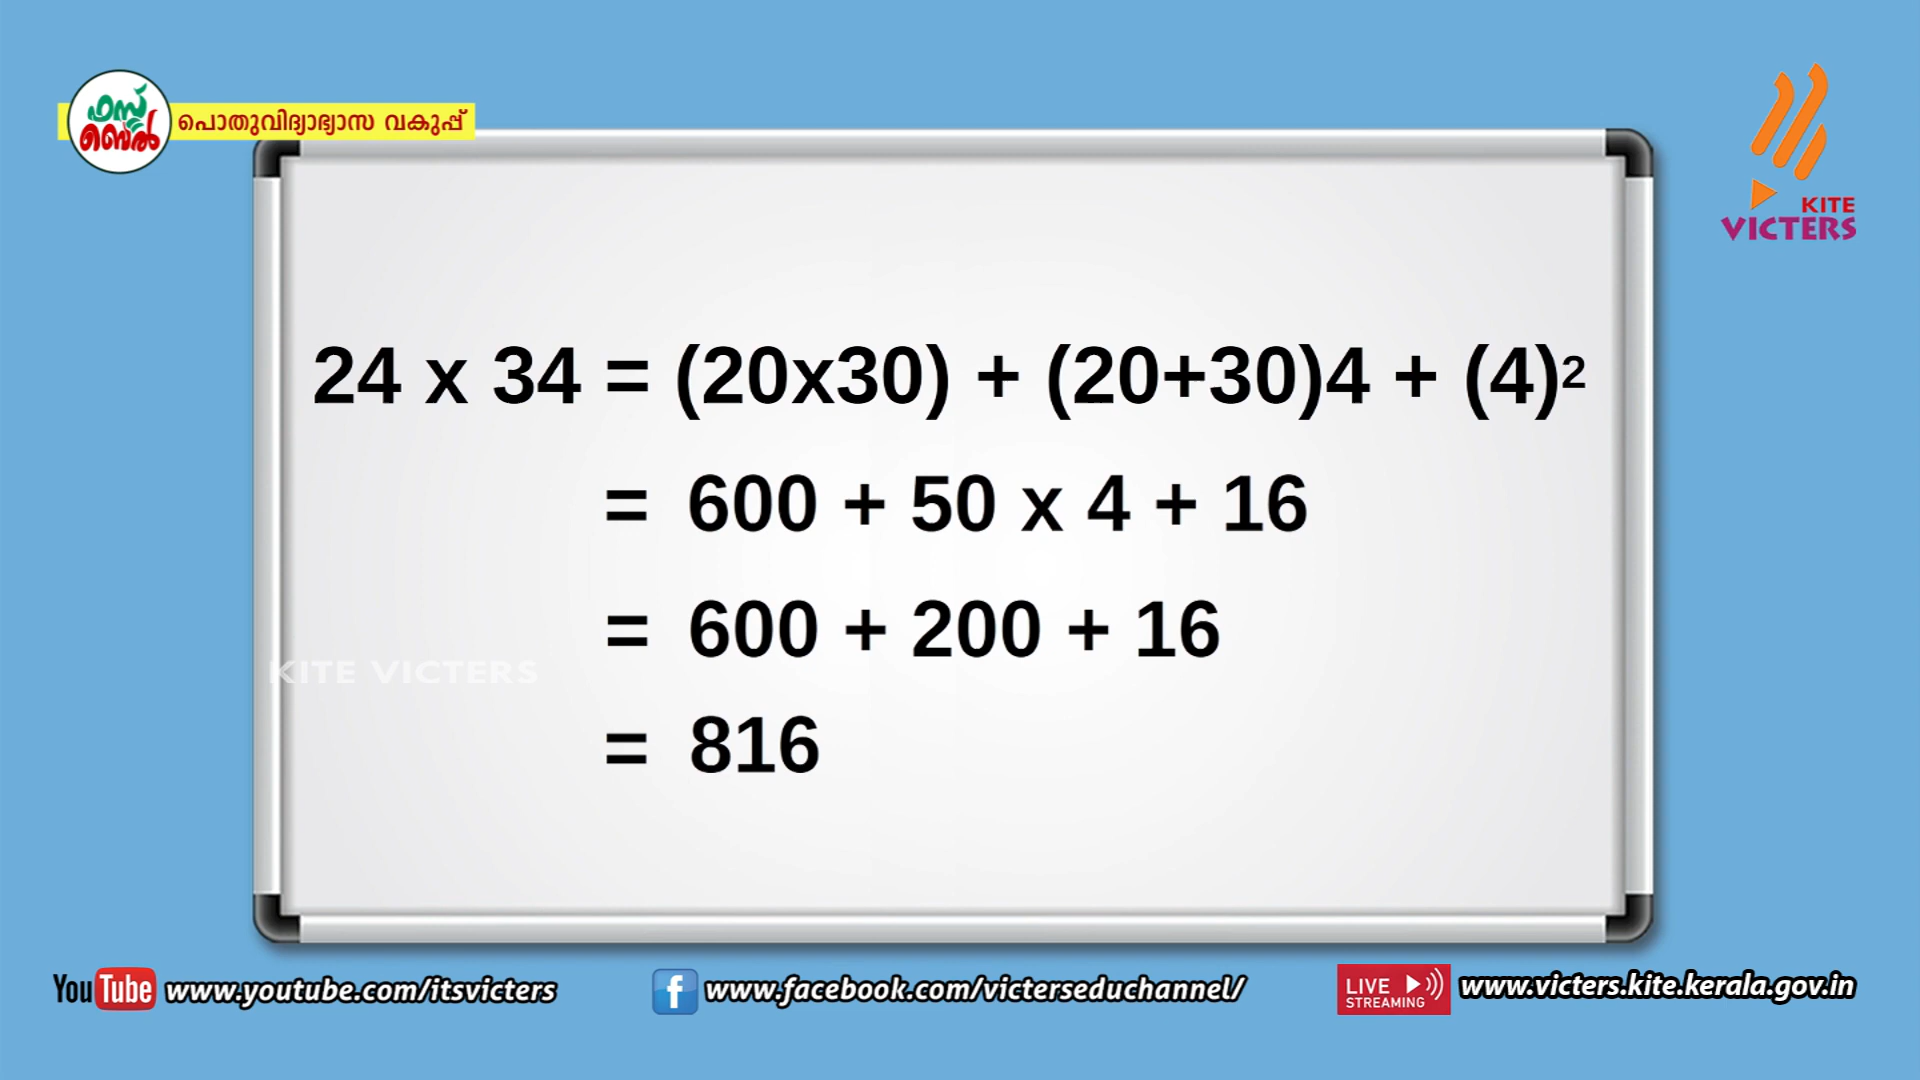 ഫസ്റ്റ്
ബെൽ
പൊതുവിദ്യാഭ്യാസ വകുപ്പ്
KITE
VICTERS
24 x 34 = (20x30) + (20+30)4 + (4)²
= 600 + 50 x 4 + 16
= 600 + 200 + 16
KITE VICTERS
= 816
YouTube www.youtube.com/itsvicters
f www.facebook.com/victerseduchannel/
LIVE
STREAMING
www.victers.kite.kerala.gov.in